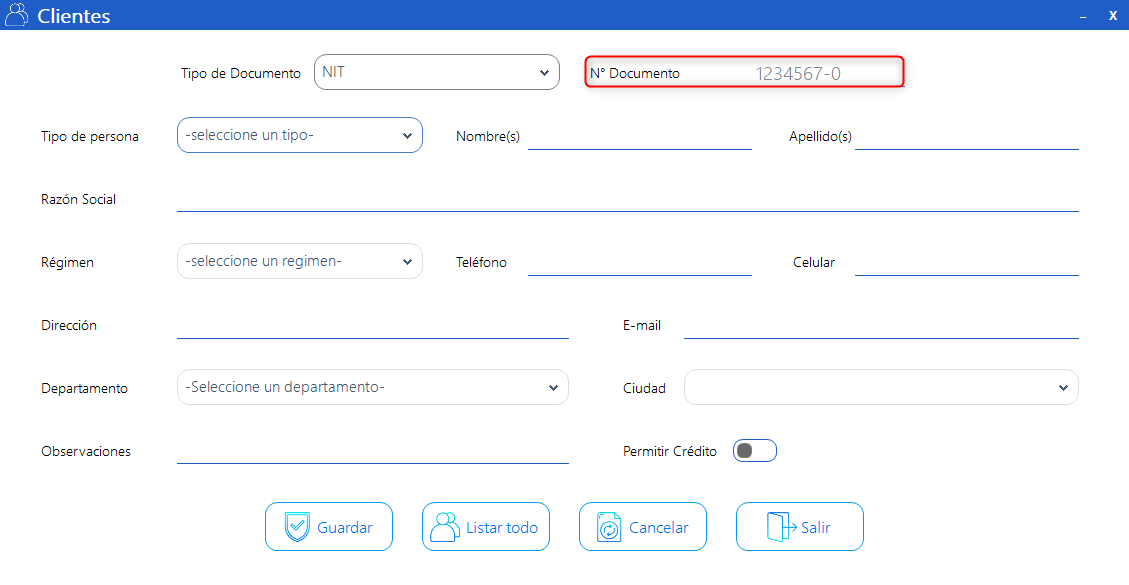 Clientes
Tipo de Documento NIT N° Documento 1234567-0
Tipo de persona -seleccione un tipo- Nombre(s) Apellido(s)
Razón Social
Régimen -seleccione un regimen- Teléfono Celular
Dirección E-mail
Departamento -Seleccione un departamento- Ciudad
Observaciones Permitir Crédito
Guardar Listar todo Cancelar Salir